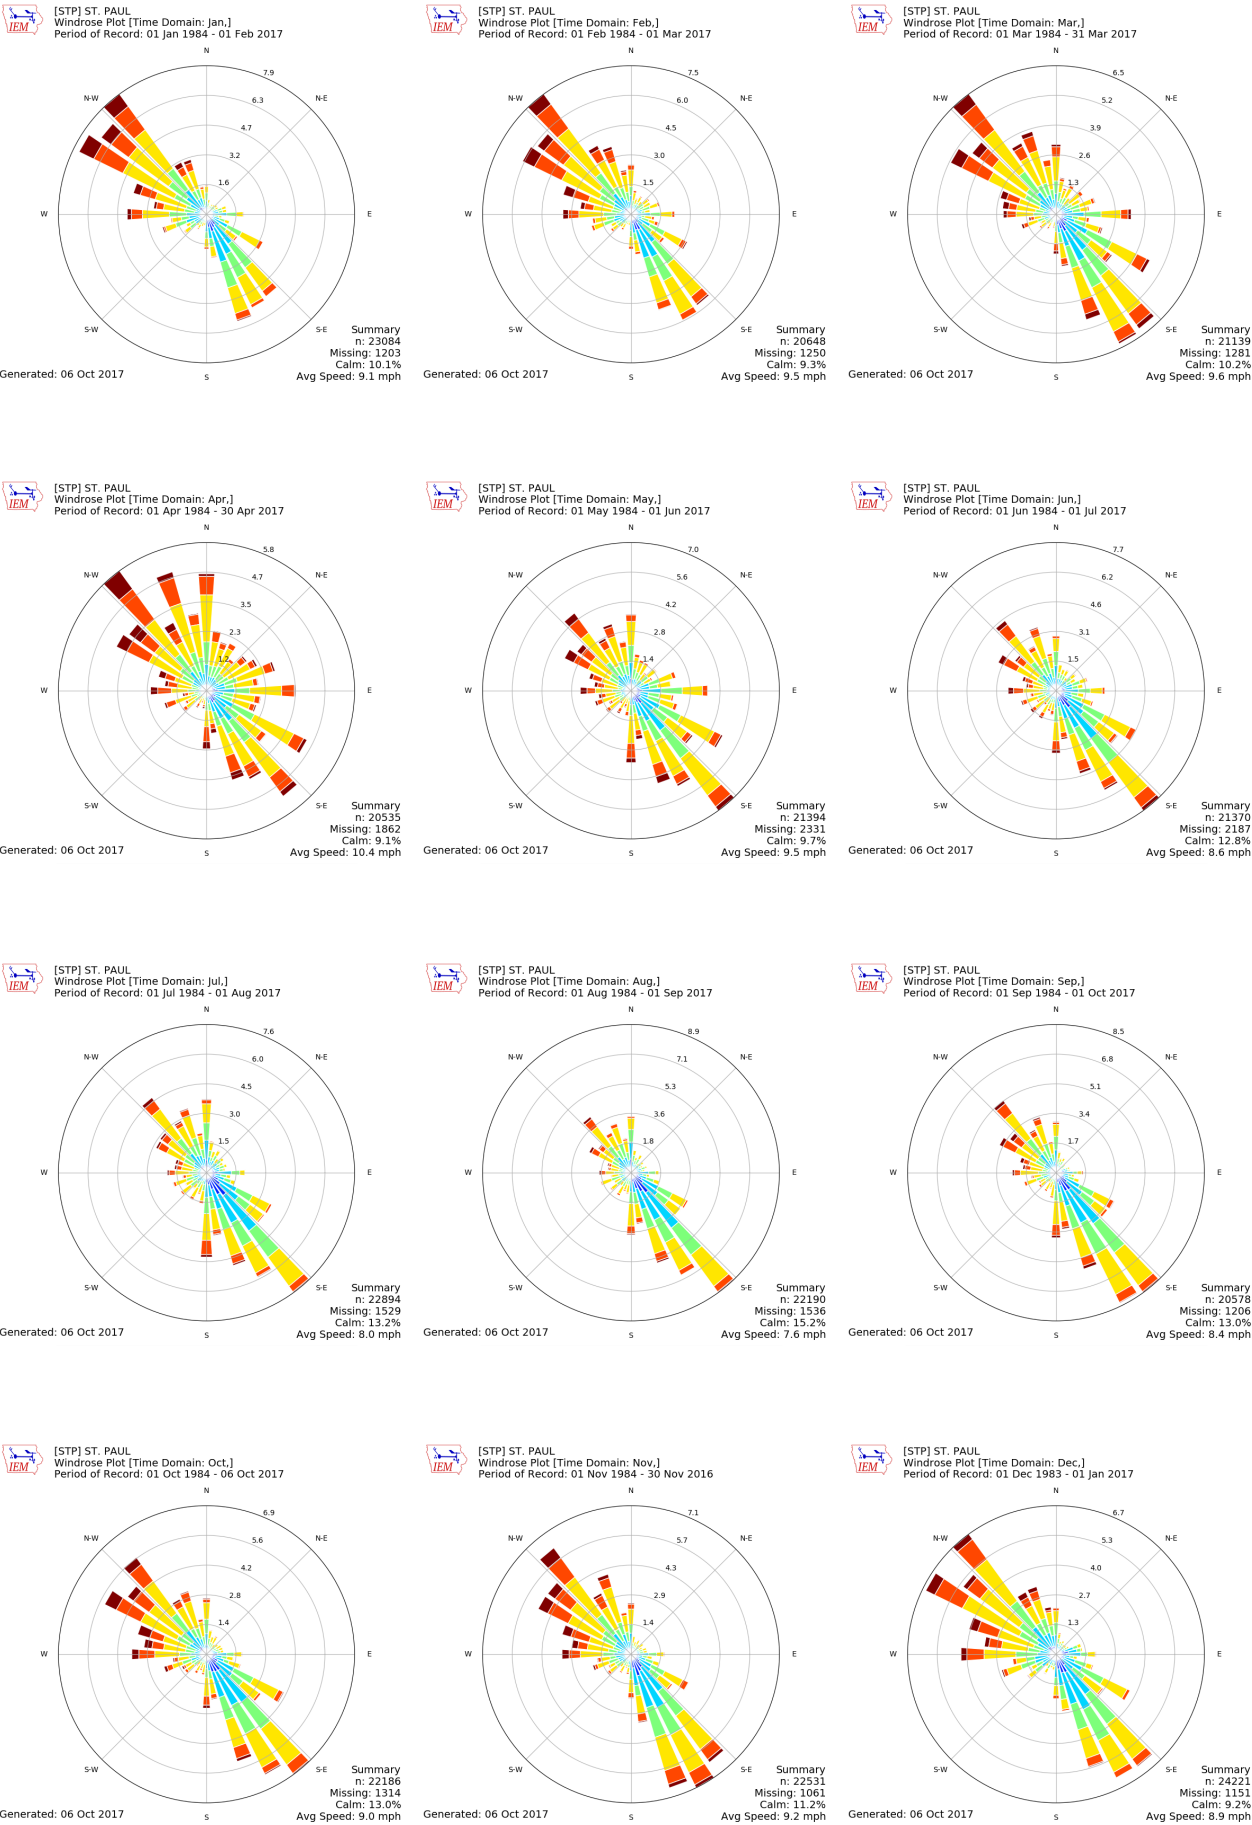 IEM
[STP] ST. PAUL
Windrose Plot [Time Domain: Jan,]
Period of Record: 01 Jan 1984 - 01 Feb 2017
N
7.9
N-W
6.3
N-E
4.7
3.2
1.6
W
E
S-W
S-E
Summary
n: 23084
Missing: 1203
Calm: 10.1%
Generated: 06 Oct 2017
S
Avg Speed: 9.1 mph
IEM
[STP] ST. PAUL
Windrose Plot [Time Domain: Feb,]
Period of Record: 01 Feb 1984 - 01 Mar 2017
N
7.5
N-W
6.0
N-E
4.5
3.0
1.5
W
E
S-W
S-E
Summary
n: 20648
Missing: 1250
Calm: 9.3%
Generated: 06 Oct 2017
S
Avg Speed: 9.5 mph
IEM
[STP] ST. PAUL
Windrose Plot [Time Domain: Mar,]
Period of Record: 01 Mar 1984 - 31 Mar 2017
N
6.5
N-W
5.2
N-E
3.9
2.6
1.3
W
E
S-W
S-E
Summary
n: 21139
Missing: 1281
Calm: 10.2%
Generated: 06 Oct 2017
S
Avg Speed: 9.6 mph
IEM
[STP] ST. PAUL
Windrose Plot [Time Domain: Apr,]
Period of Record: 01 Apr 1984 - 30 Apr 2017
N
5.8
N-W
4.7
N-E
3.5
2.3
1.2
W
E
S-W
S-E
Summary
n: 20535
Missing: 1862
Calm: 9.1%
Generated: 06 Oct 2017
S
Avg Speed: 10.4 mph
IEM
[STP] ST. PAUL
Windrose Plot [Time Domain: May,]
Period of Record: 01 May 1984 - 01 Jun 2017
N
7.0
N-W
5.6
N-E
4.2
2.8
1.4
W
E
S-W
S-E
Summary
n: 21394
Missing: 2331
Calm: 9.7%
Generated: 06 Oct 2017
S
Avg Speed: 9.5 mph
IEM
[STP] ST. PAUL
Windrose Plot [Time Domain: Jun,]
Period of Record: 01 Jun 1984 - 01 Jul 2017
N
7.7
N-W
6.2
N-E
4.6
3.1
1.5
W
E
S-W
S-E
Summary
n: 21370
Missing: 2187
Calm: 12.8%
Generated: 06 Oct 2017
S
Avg Speed: 8.6 mph
IEM
[STP] ST. PAUL
Windrose Plot [Time Domain: Jul,]
Period of Record: 01 Jul 1984 - 01 Aug 2017
N
7.6
N-W
6.0
N-E
4.5
3.0
1.5
W
E
S-W
S-E
Summary
n: 22894
Missing: 1529
Calm: 13.2%
Generated: 06 Oct 2017
S
Avg Speed: 8.0 mph
IEM
[STP] ST. PAUL
Windrose Plot [Time Domain: Aug,]
Period of Record: 01 Aug 1984 - 01 Sep 2017
N
8.9
N-W
7.1
N-E
5.3
3.6
1.8
W
E
S-W
S-E
Summary
n: 22190
Missing: 1536
Calm: 15.2%
Generated: 06 Oct 2017
S
Avg Speed: 7.6 mph
IEM
[STP] ST. PAUL
Windrose Plot [Time Domain: Sep,]
Period of Record: 01 Sep 1984 - 01 Oct 2017
N
8.5
N-W
6.8
N-E
5.1
3.4
1.7
W
E
S-W
S-E
Summary
n: 20578
Missing: 1206
Calm: 13.0%
Generated: 06 Oct 2017
S
Avg Speed: 8.4 mph
IEM
[STP] ST. PAUL
Windrose Plot [Time Domain: Oct,]
Period of Record: 01 Oct 1984 - 06 Oct 2017
N
6.9
N-W
5.6
N-E
4.2
2.8
1.4
W
E
S-W
S-E
Summary
n: 22186
Missing: 1314
Calm: 13.0%
Generated: 06 Oct 2017
S
Avg Speed: 9.0 mph
IEM
[STP] ST. PAUL
Windrose Plot [Time Domain: Nov,]
Period of Record: 01 Nov 1984 - 30 Nov 2016
N
7.1
N-W
5.7
N-E
4.3
2.9
1.4
W
E
S-W
S-E
Summary
n: 22531
Missing: 1061
Calm: 11.2%
Generated: 06 Oct 2017
S
Avg Speed: 9.2 mph
IEM
[STP] ST. PAUL
Windrose Plot [Time Domain: Dec,]
Period of Record: 01 Dec 1983 - 01 Jan 2017
N
6.7
N-W
5.3
N-E
4.0
2.7
1.3
W
E
S-W
S-E
Summary
n: 24221
Missing: 1151
Calm: 9.2%
Generated: 06 Oct 2017
S
Avg Speed: 8.9 mph